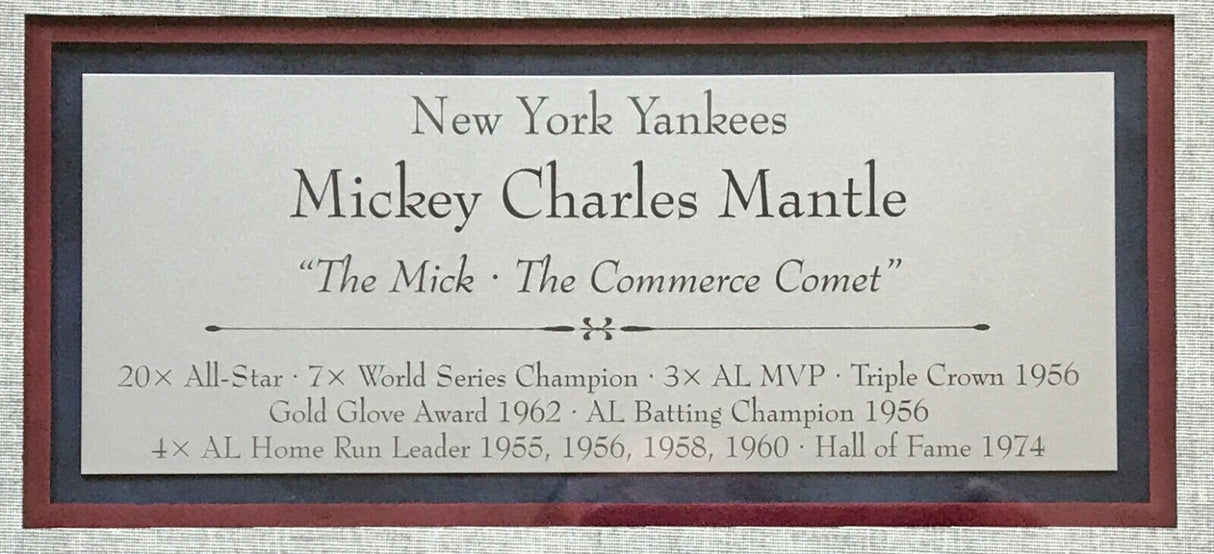 New York Yankees
Mickey Charles Mantle
“The Mick · The Commerce Comet”
20× All-Star · 7× World Series Champion · 3× AL MVP · Triple Crown 1956
Gold Glove Award 1962 · AL Batting Champion 1956
4× AL Home Run Leader 1955, 1956, 1958, 1960 · Hall of Fame 1974